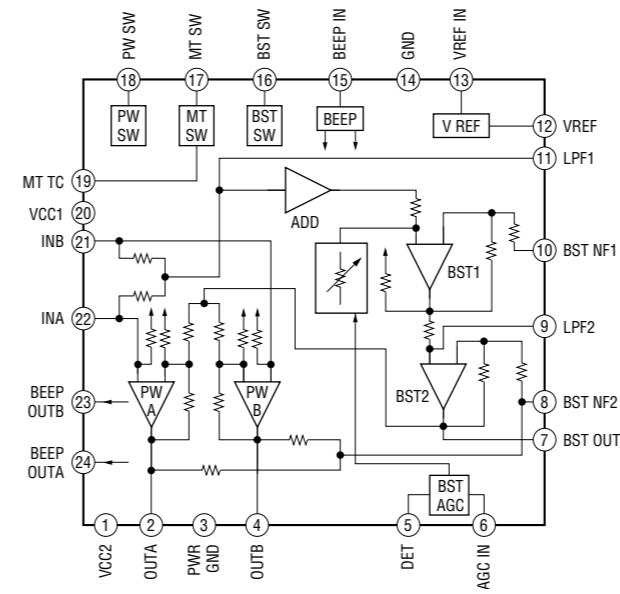 PW SW
MT SW
BST SW
BEEP IN
GND
VREF IN
18
17
16
15
14
13
PW
SW
MT
SW
BST
SW
BEEP
V REF
12 VREF
11 LPF1
MT TC 19
ADD
VCC1 20
INB 21
BST1
10 BST NF1
INA 22
9 LPF2
PW
A
PW
B
BST2
BEEP
OUTB
23
8 BST NF2
7 BST OUT
BEEP
OUTA
24
BST
AGC
1
2
3
4
5
6
VCC2
OUTA
PWR
GND
OUTB
DET
AGC IN